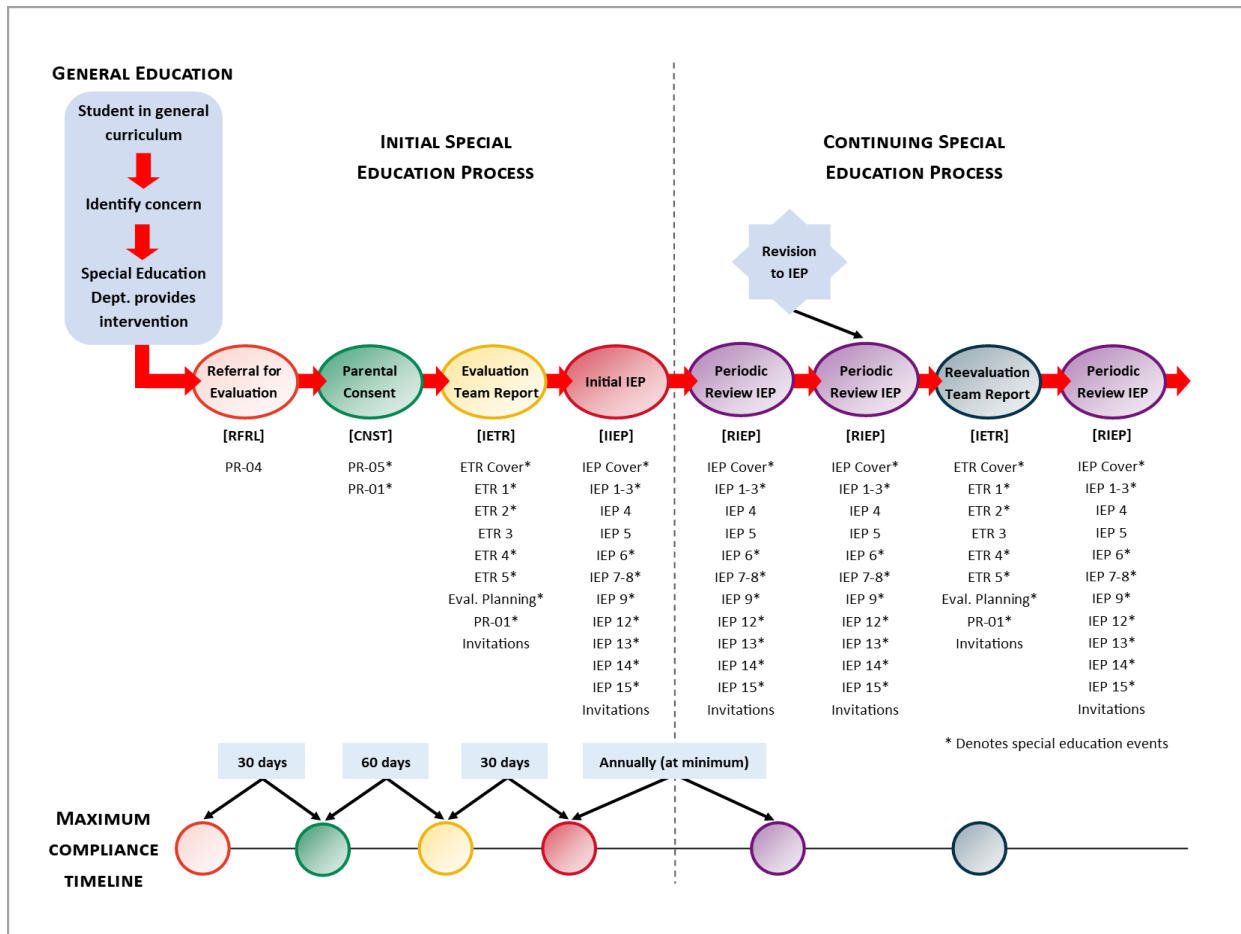 GENERAL EDUCATION
Student in general
curriculum
Identify concern
Special Education
Dept. provides
intervention
INITIAL SPECIAL
EDUCATION PROCESS
CONTINUING SPECIAL
EDUCATION PROCESS
Revision
to IEP
Referral for
Evaluation
[RFRL]
PR-04
Parental
Consent
[CNST]
PR-05*
PR-01*
Evaluation
Team Report
[IETR]
ETR Cover*
ETR 1*
ETR 2*
ETR 3
ETR 4*
ETR 5*
Eval. Planning*
PR-01*
Invitations
Initial IEP
[IIEP]
IEP Cover*
IEP 1-3*
IEP 4
IEP 5
IEP 6*
IEP 7-8*
IEP 9*
IEP 12*
IEP 13*
IEP 14*
IEP 15*
Invitations
Periodic
Review IEP
[RIEP]
IEP Cover*
IEP 1-3*
IEP 4
IEP 5
IEP 6*
IEP 7-8*
IEP 9*
IEP 12*
IEP 13*
IEP 14*
IEP 15*
Invitations
Periodic
Review IEP
[RIEP]
IEP Cover*
IEP 1-3*
IEP 4
IEP 5
IEP 6*
IEP 7-8*
IEP 9*
IEP 12*
IEP 13*
IEP 14*
IEP 15*
Invitations
Reevaluation
Team Report
[IETR]
ETR Cover*
ETR 1*
ETR 2*
ETR 3
ETR 4*
ETR 5*
Eval. Planning*
PR-01*
Invitations
Periodic
Review IEP
[RIEP]
IEP Cover*
IEP 1-3*
IEP 4
IEP 5
IEP 6*
IEP 7-8*
IEP 9*
IEP 12*
IEP 13*
IEP 14*
IEP 15*
Invitations
* Denotes special education events
30 days
60 days
30 days
Annually (at minimum)
MAXIMUM
COMPLIANCE
TIMELINE